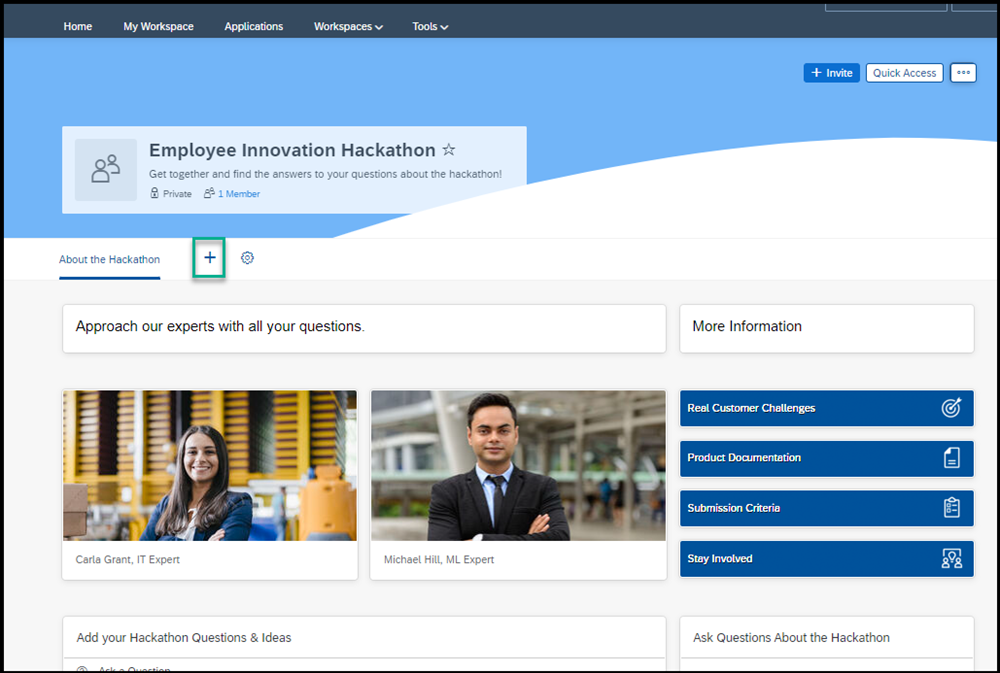 Home My Workspace Applications Workspaces Tools
Invite Quick Access
Employee Innovation Hackathon
Get together and find the answers to your questions about the hackathon!
Private 1 Member
About the Hackathon
Approach our experts with all your questions.
More Information
Real Customer Challenges
Product Documentation
Submission Criteria
Stay Involved
Carla Grant, IT Expert
Michael Hill, ML Expert
Add your Hackathon Questions & Ideas
Ask Questions About the Hackathon
Ask a Question